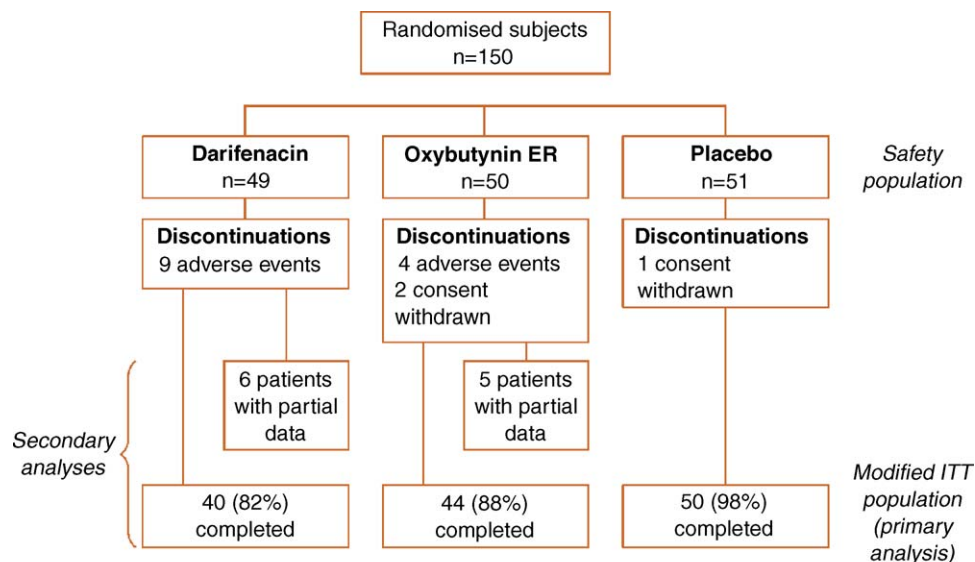 Randomised subjects
n=150
Darifenacin
n=49
Oxybutynin ER
n=50
Placebo
n=51
Safety
population
Discontinuations
9 adverse events
Discontinuations
4 adverse events
2 consent
withdrawn
Discontinuations
1 consent
withdrawn
6 patients
with partial
data
5 patients
with partial
data
Secondary
analyses
40 (82%)
completed
44 (88%)
completed
50 (98%)
completed
Modified ITT
population
(primary
analysis)